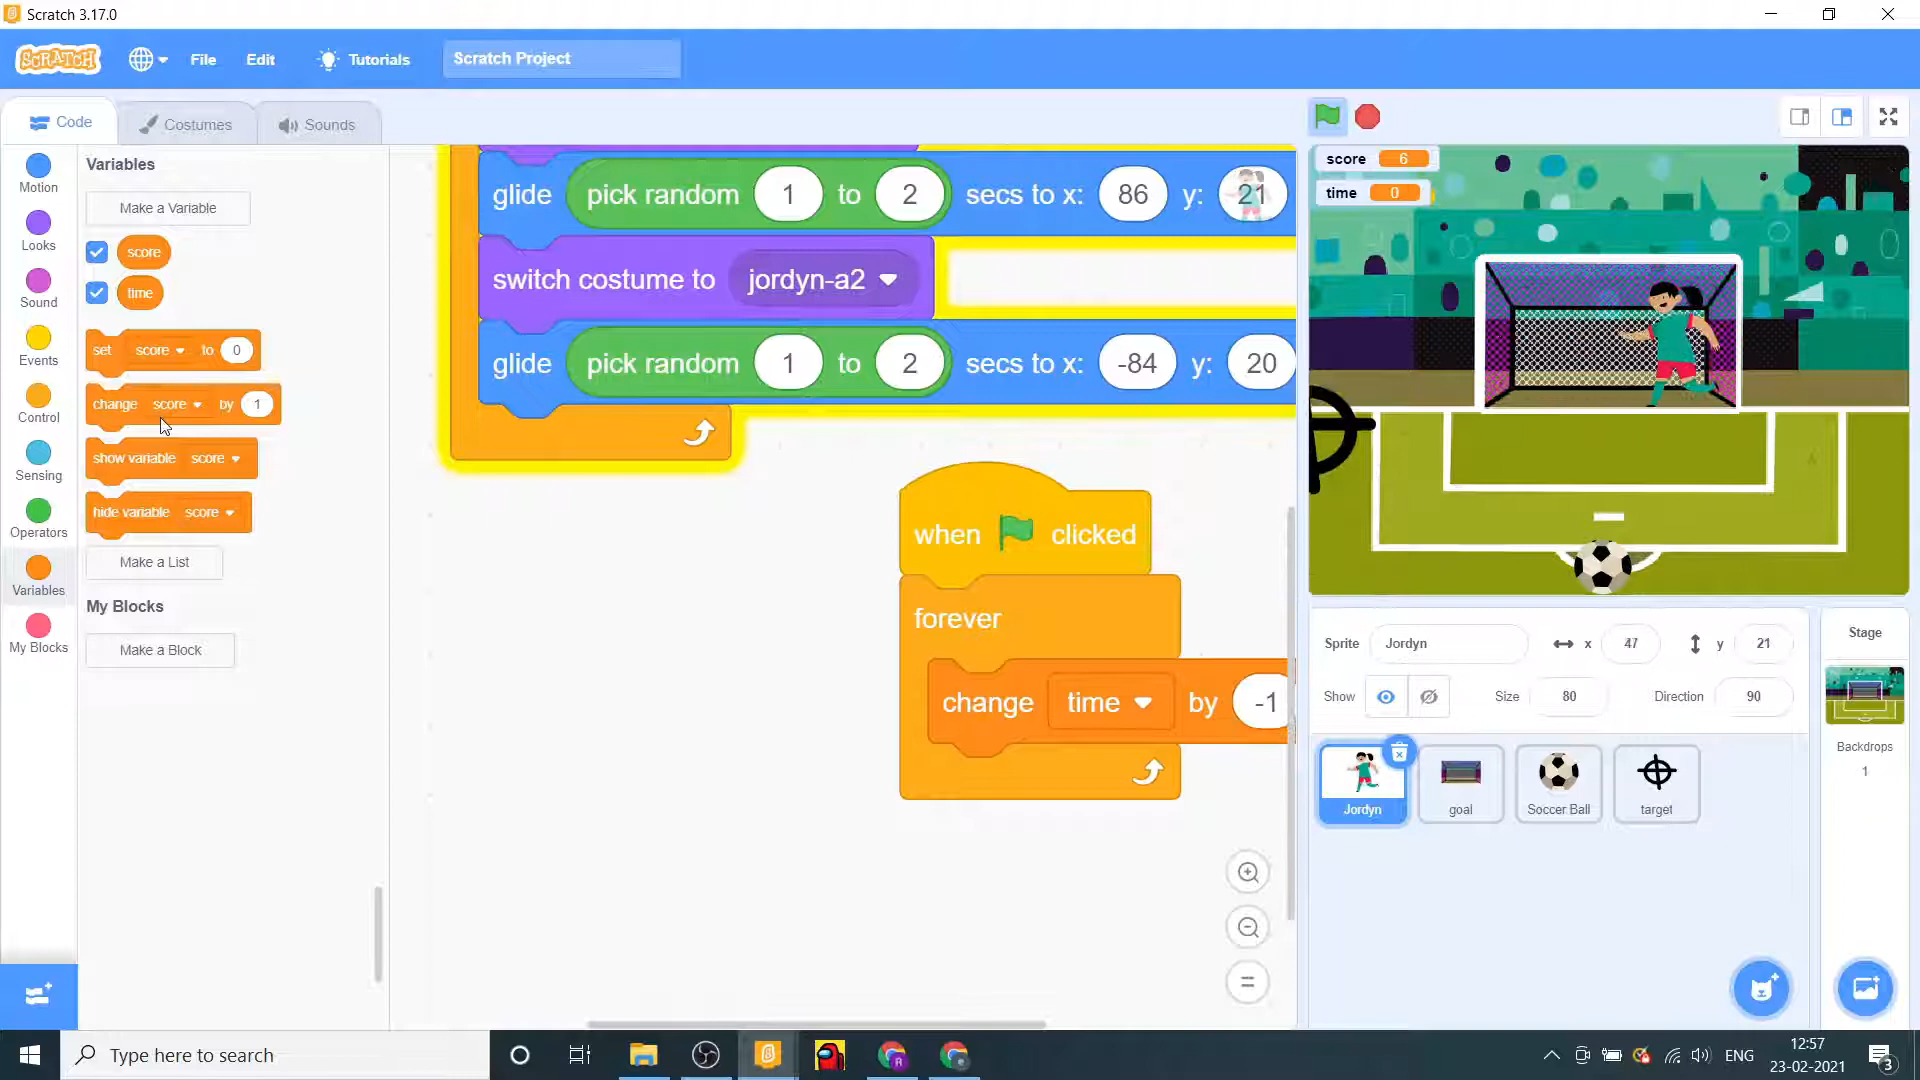 Scratch 3.17.0
SCRATCH File Edit Tutorials Scratch Project
Code Costumes Sounds
Variables
Make a Variable
score
time
set score to 0
change score by 1
show variable score
hide variable score
Make a List
My Blocks
Make a Block
Motion
Looks
Sound
Events
Control
Sensing
Operators
Variables
My Blocks
glide pick random 1 to 2 secs to x: 86 y: 21
switch costume to jordyn-a2
glide pick random 1 to 2 secs to x: -84 y: 20
when clicked
forever
change time by -1
score 6
time 0
Sprite Jordyn x 47 y 21
Show Size 80 Direction 90
Jordyn
goal
Soccer Ball
target
Stage
Backdrops
1
Type here to search
ENG
12:57
23-02-2021
3